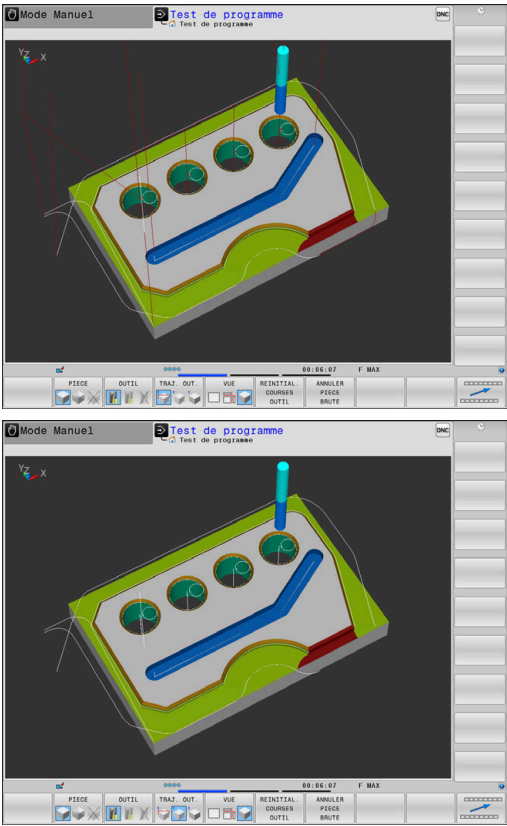 Mode Manuel
Test de programme
Test de programme
DNC
Y Z X
00:06:07 F MAX
PIECE OUTIL TRAJ. OUT. VUE REINITIAL. COURSES OUTIL ANNULER PIECE BRUTE
Mode Manuel
Test de programme
Test de programme
DNC
Y Z X
00:06:07 F MAX
PIECE OUTIL TRAJ. OUT. VUE REINITIAL. COURSES OUTIL ANNULER PIECE BRUTE